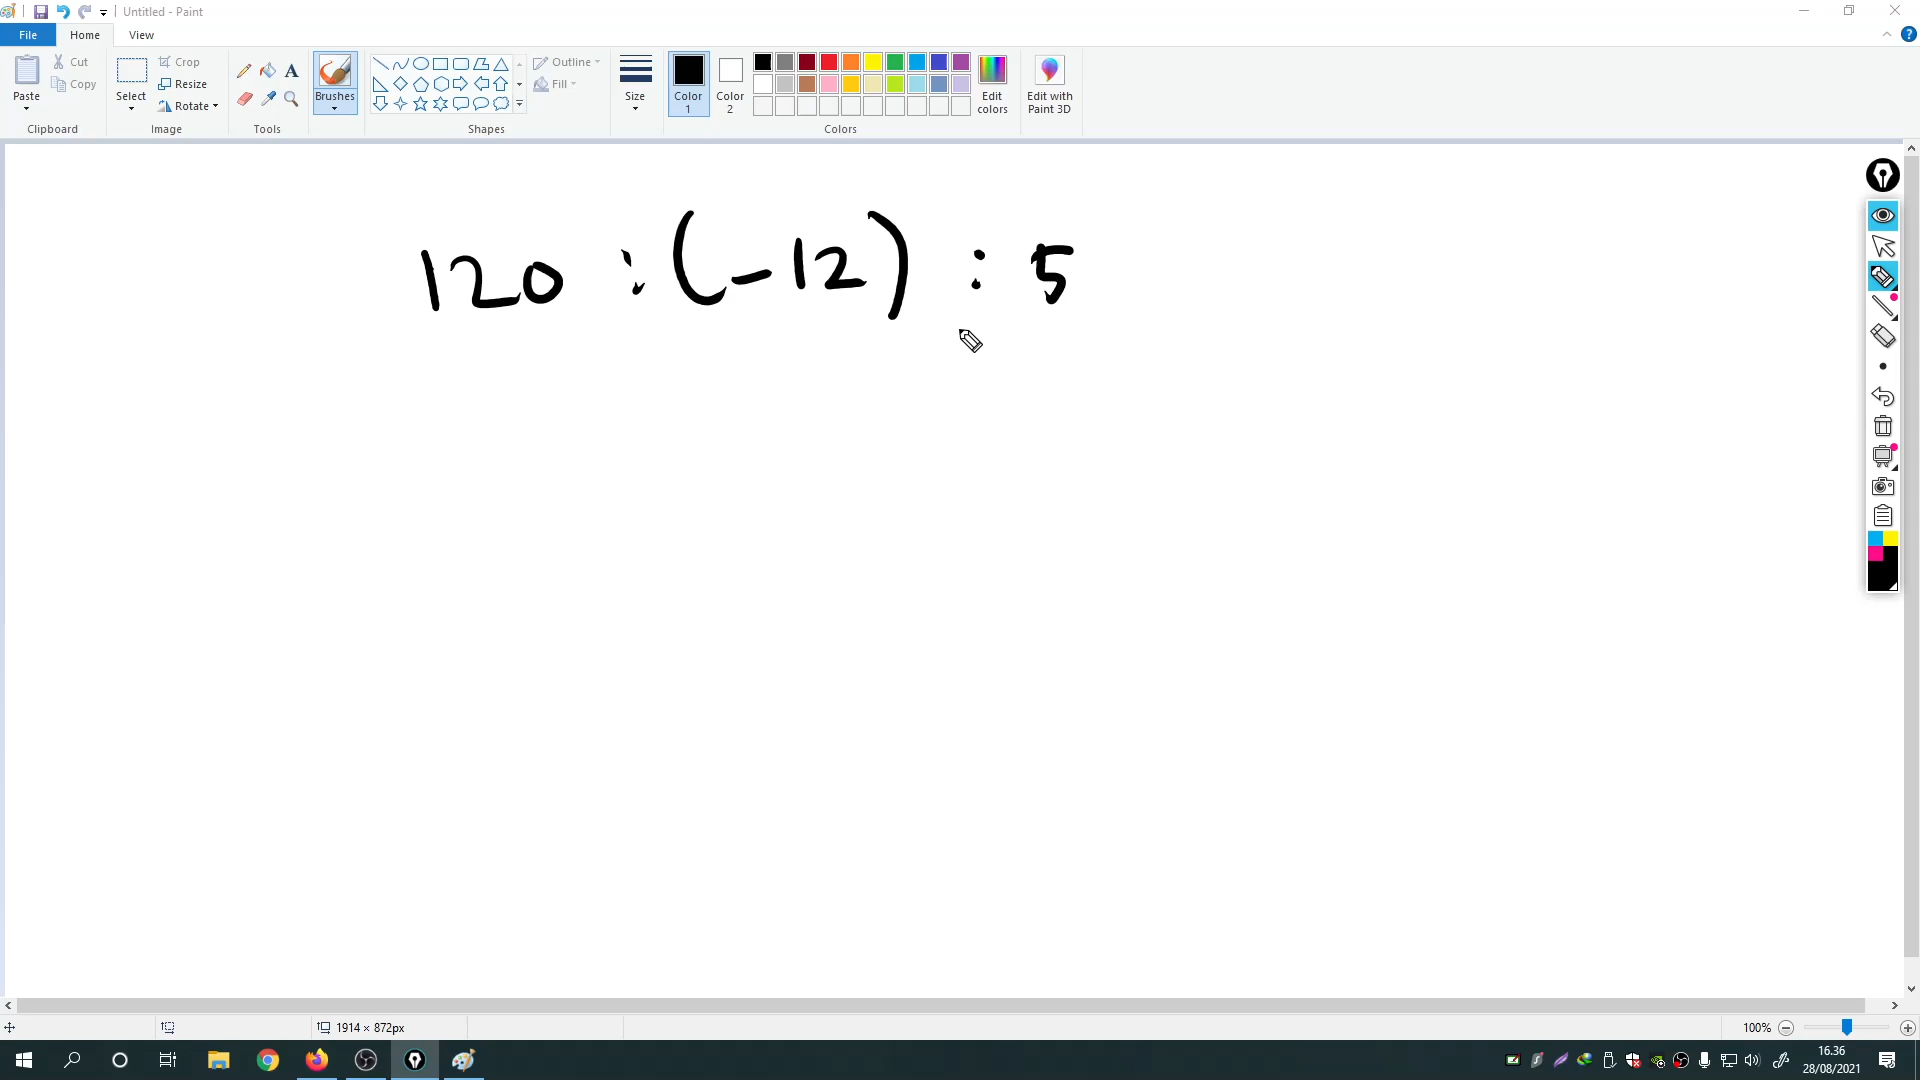 Untitled - Paint
File Home View
Paste Cut Copy Clipboard
Select Crop Resize Rotate Image
Tools
Brushes
Shapes Outline Fill
Size
Color 1 Color 2 Edit colors Colors
Edit with Paint 3D
120 : (-12) : 5
1914 × 872px 100%
16.36
28/08/2021